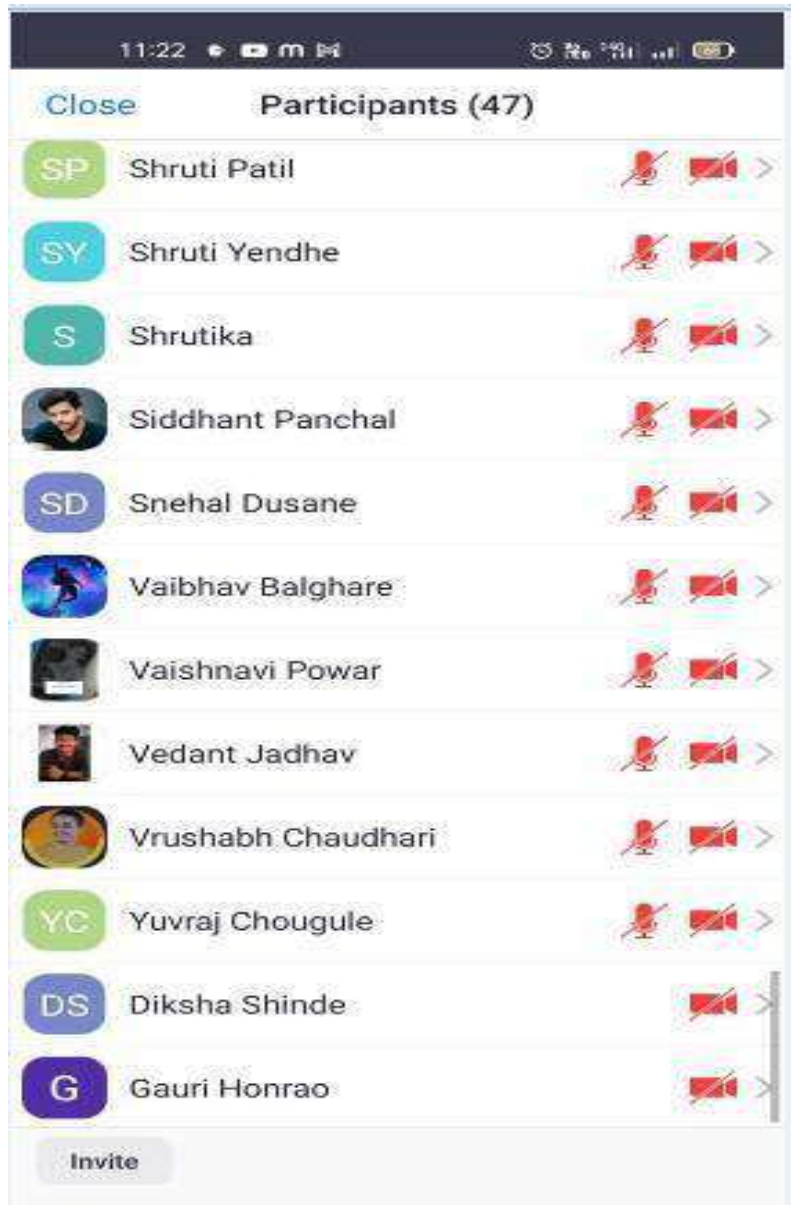 11:22
Close Participants (47)
SP Shruti Patil
SY Shruti Yendhe
S Shrutika
Siddhant Panchal
SD Snehal Dusane
Vaibhav Balghare
Vaishnavi Powar
Vedant Jadhav
Vrushabh Chaudhari
YC Yuvraj Chougule
DS Diksha Shinde
G Gauri Honrao
Invite